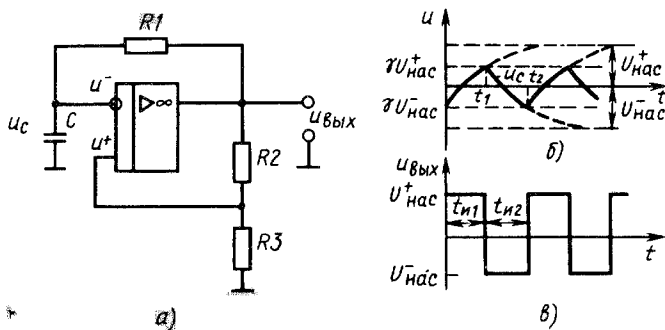 R1
u⁻
▷∞
u_c
C
u⁺
u_вых
R2
R3
а)
u
γU⁺нас
γU⁻нас
t₁
u_c
t₂
U⁺нас
U⁻нас
t
б)
u_вых
U⁺нас
t_и1
t_и2
U⁻нас
t
в)